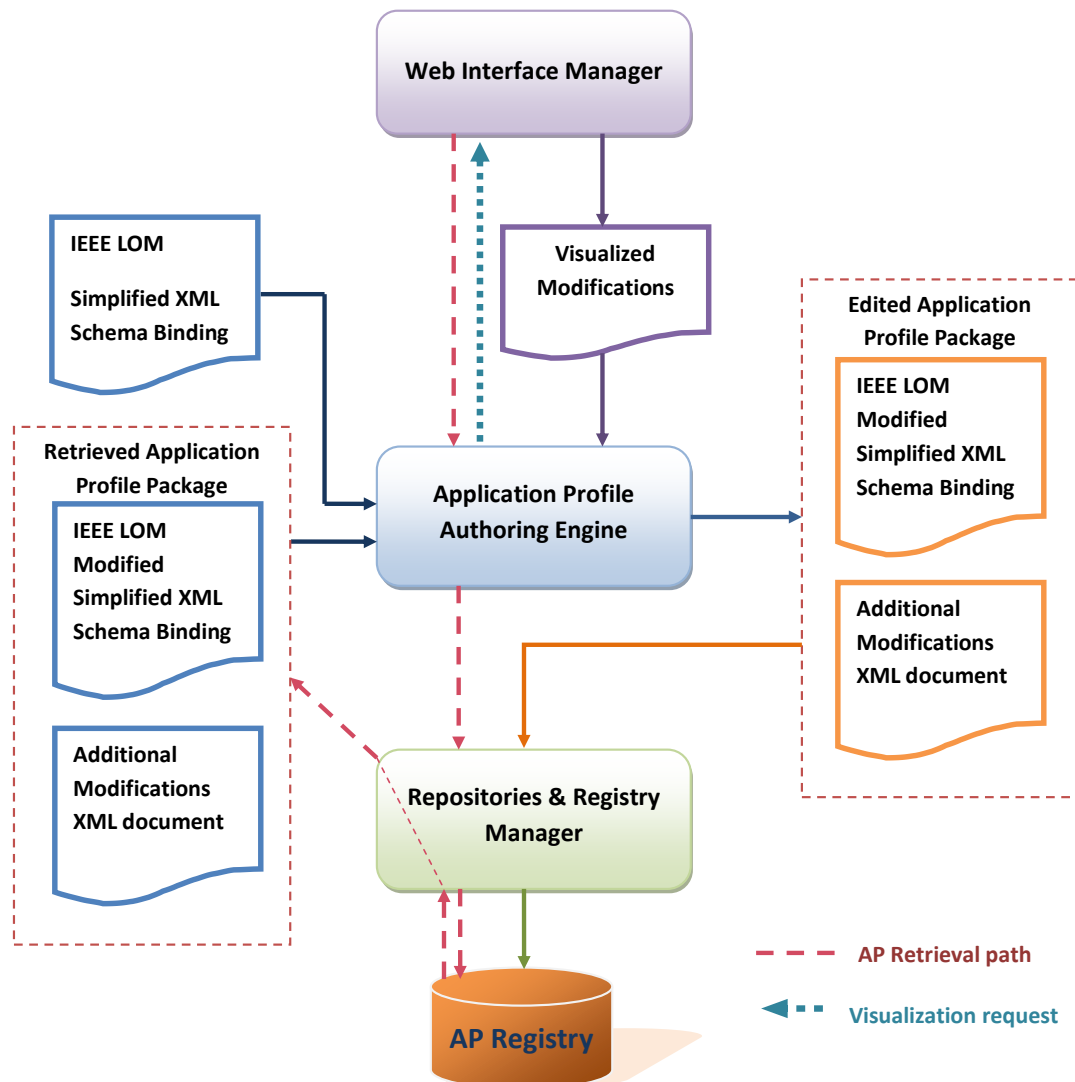 Web Interface Manager
IEEE LOM
Simplified XML
Schema Binding
Visualized
Modifications
Edited Application
Profile Package
IEEE LOM
Modified
Simplified XML
Schema Binding
Retrieved Application
Profile Package
IEEE LOM
Modified
Simplified XML
Schema Binding
Application Profile
Authoring Engine
Additional
Modifications
XML document
Additional
Modifications
XML document
Repositories & Registry
Manager
AP Registry
AP Retrieval path
Visualization request